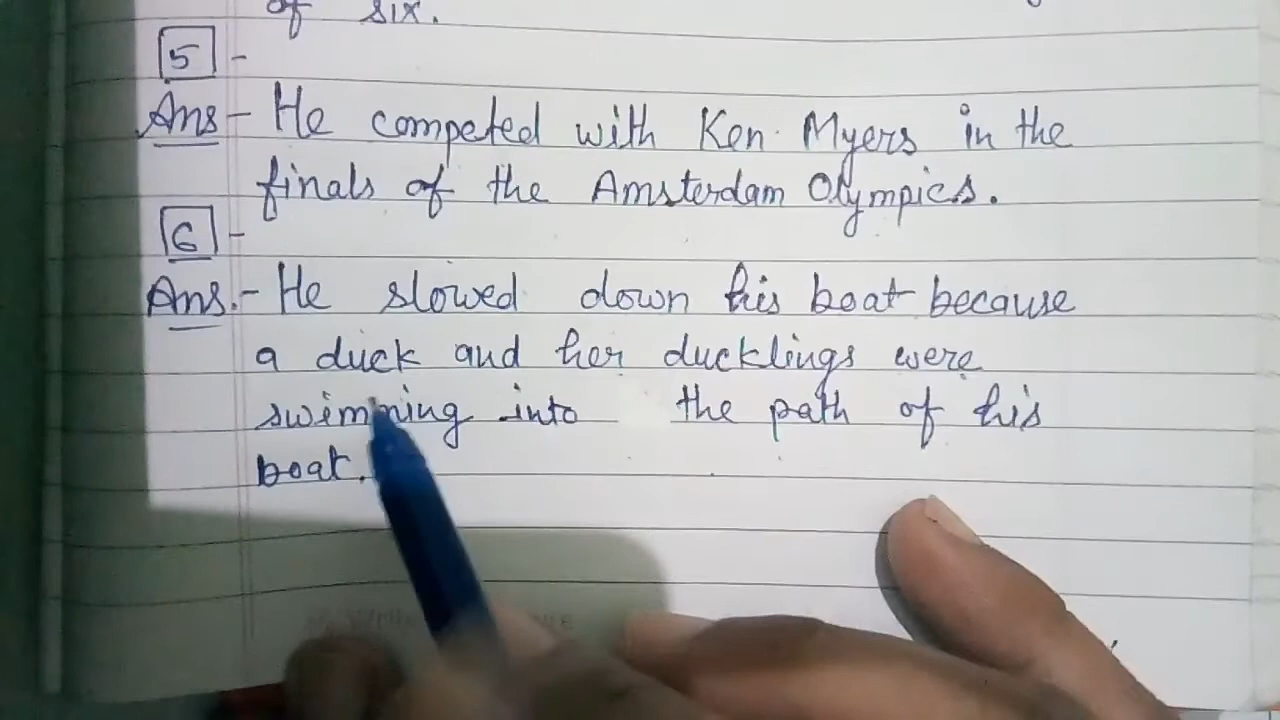 of six.
5 -
Ans - He competed with Ken Myers in the
finals of the Amsterdam Olympics.
6 -
Ans. - He slowed down his boat because
a duck and her ducklings were
swimming into the path of his
boat.